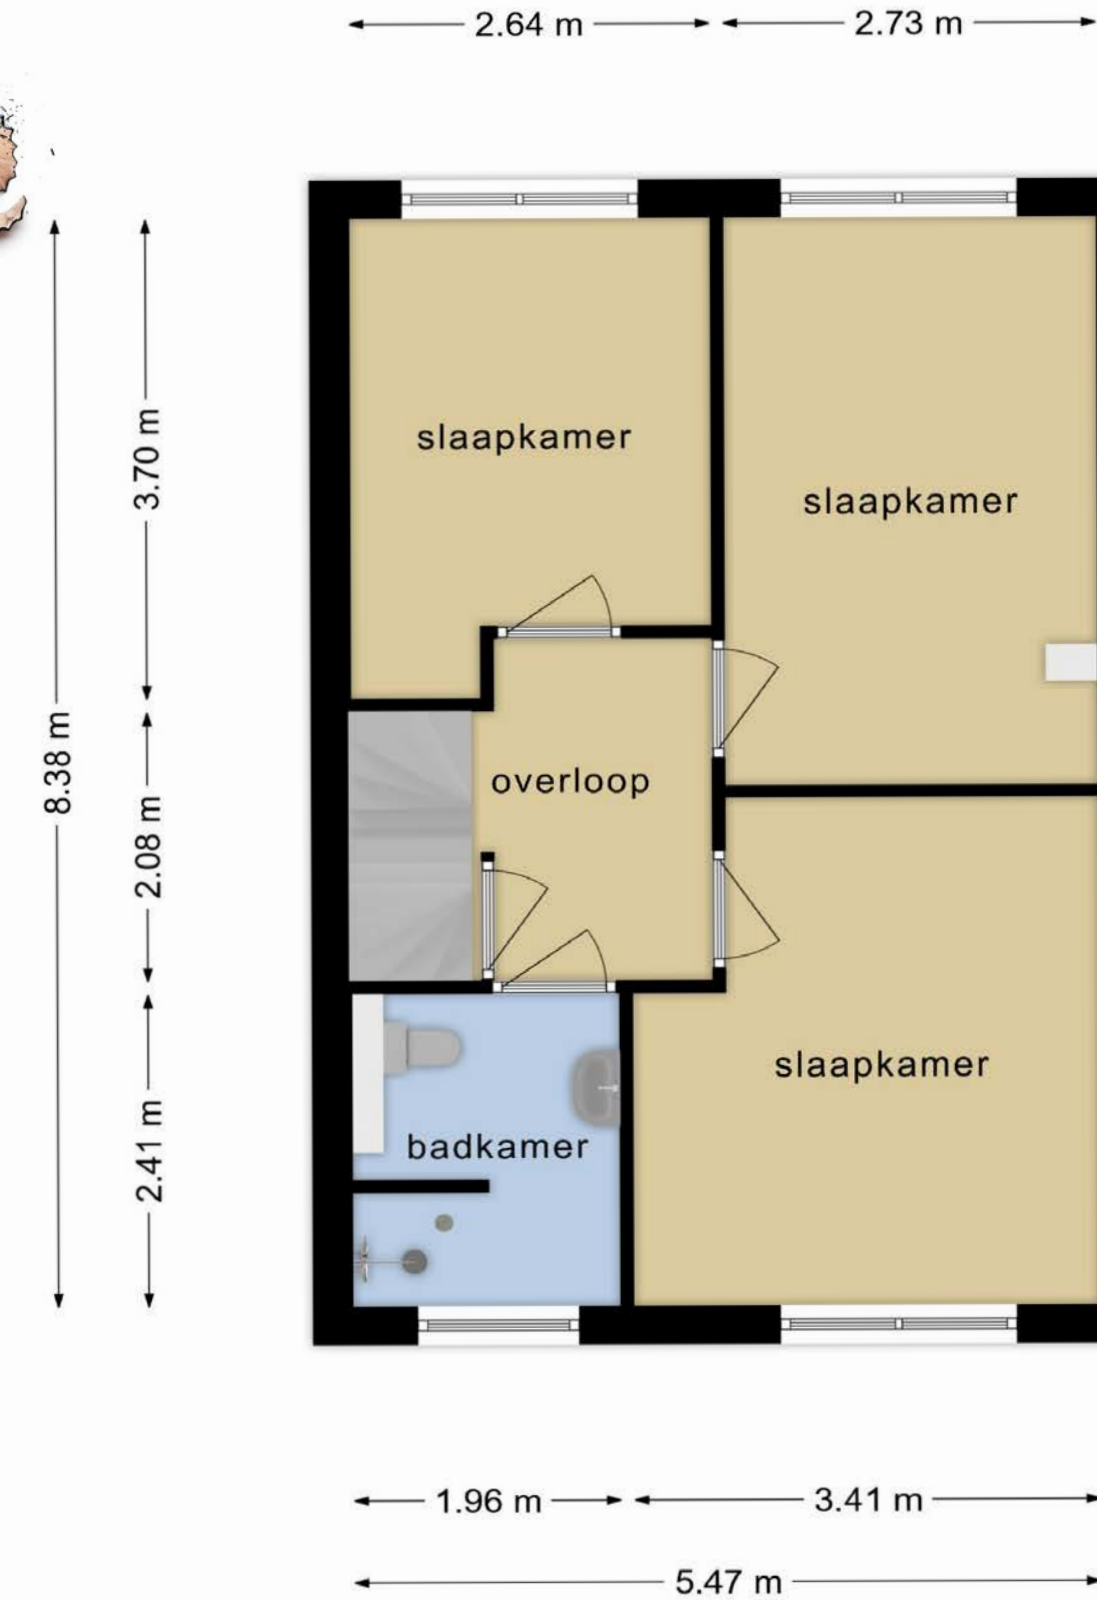 2.64 m
2.73 m
slaapkamer
3.70 m
slaapkamer
8.38 m
overloop
2.08 m
slaapkamer
2.41 m
badkamer
1.96 m
3.41 m
5.47 m